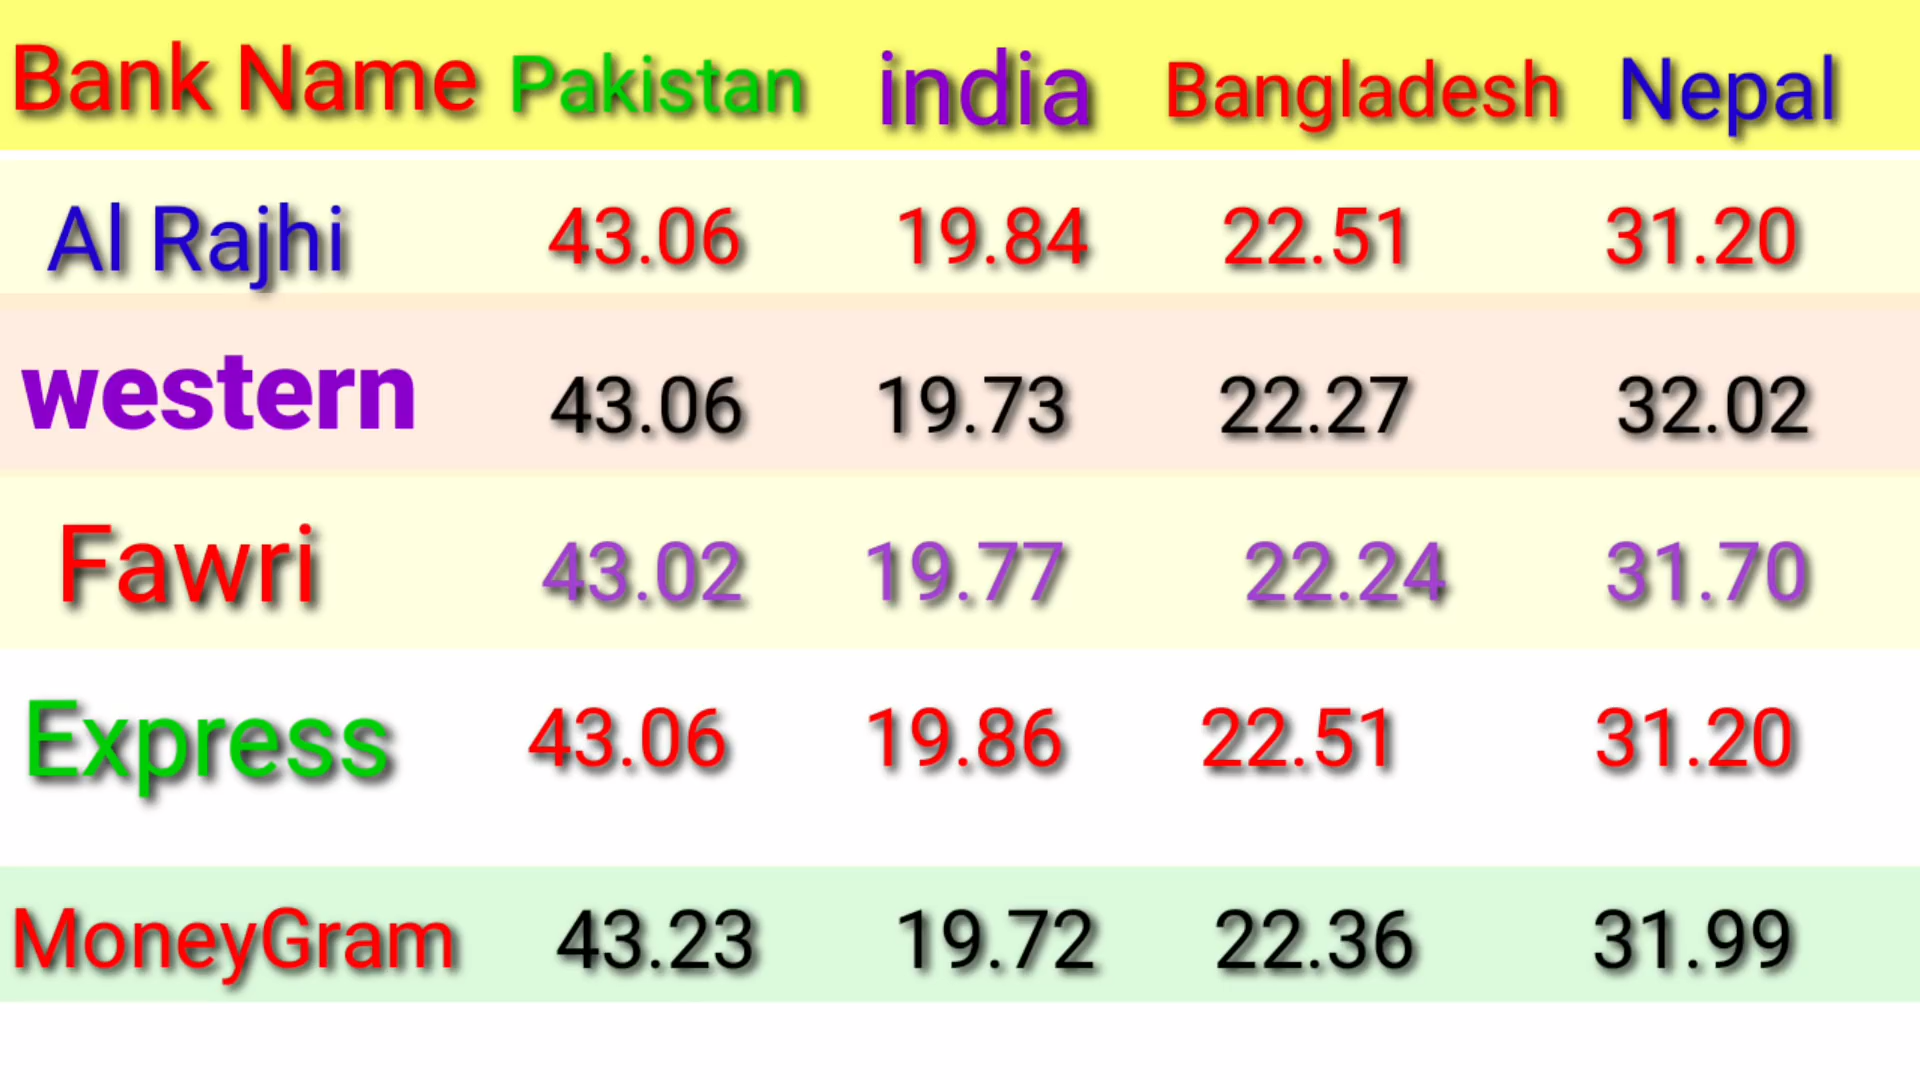 Bank Name Pakistan india Bangladesh Nepal
Al Rajhi 43.06 19.84 22.51 31.20
western 43.06 19.73 22.27 32.02
Fawri 43.02 19.77 22.24 31.70
Express 43.06 19.86 22.51 31.20
MoneyGram 43.23 19.72 22.36 31.99